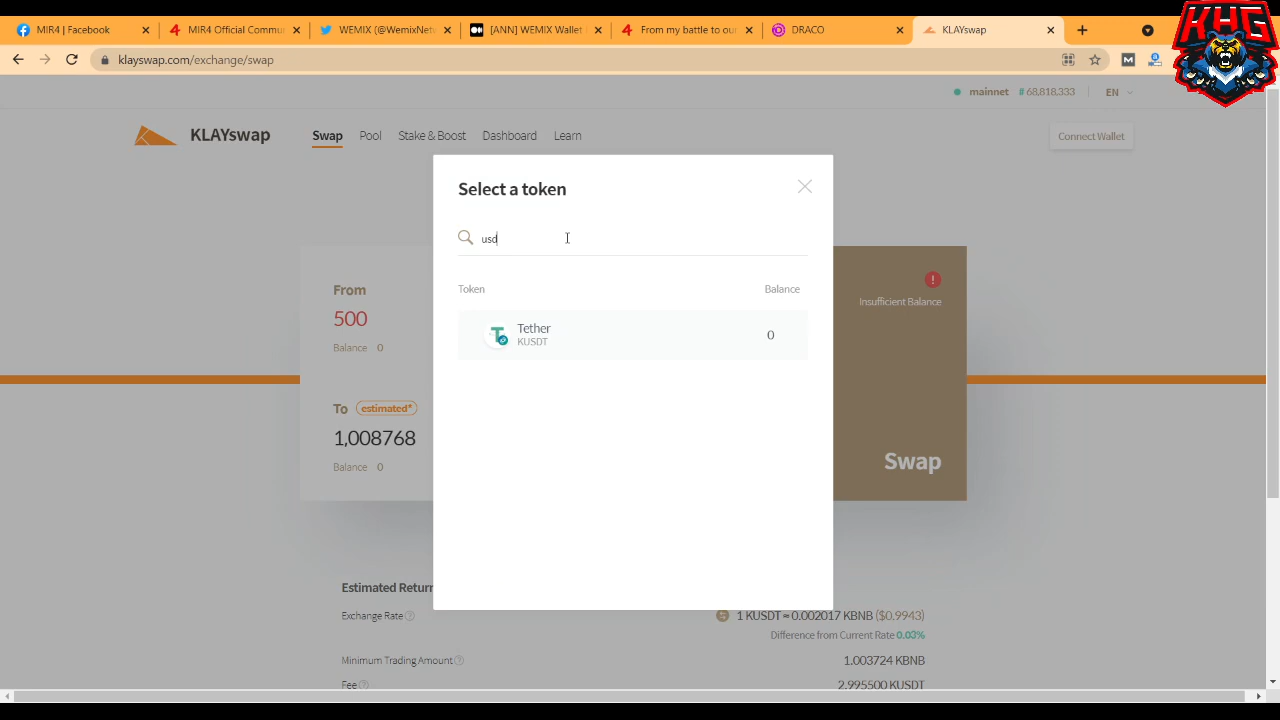 MIR4 | Facebook
MIR4 Official Commu
WEMIX (@WemixNet
[ANN] WEMIX Wallet
From my battle to our
DRACO
KLAYswap
klayswap.com/exchange/swap
KHG
mainnet # 68,818,333 EN
KLAYswap
Swap Pool Stake & Boost Dashboard Learn
Connect Wallet
Select a token
usd
Token Balance
Tether
KUSDT
0
From
500
Balance 0
To estimated*
1,008768
Balance 0
!
Insufficient Balance
Swap
Estimated Retur
Exchange Rate ?
1 KUSDT ≈ 0.002017 KBNB ($0.9943)
Difference from Current Rate 0.03%
Minimum Trading Amount ?
1.003724 KBNB
Fee ?
2.995500 KUSDT